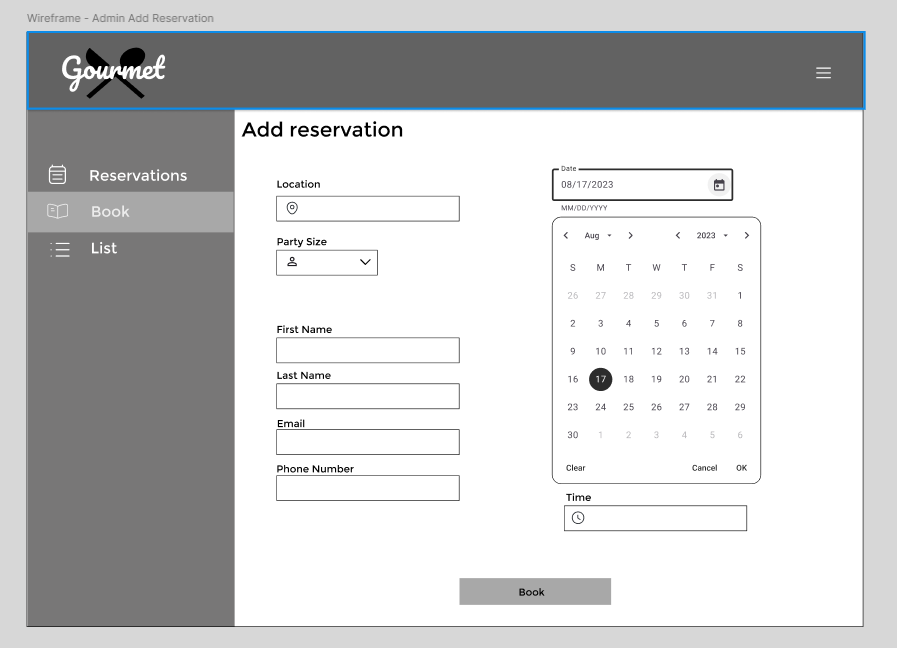 Wireframe - Admin Add Reservation
Gourmet
Add reservation
Reservations
Book
List
Location
Party Size
First Name
Last Name
Email
Phone Number
Date
08/17/2023
MM/DD/YYYY
Aug 2023
S M T W T F S
26 27 28 29 30 31 1
2 3 4 5 6 7 8
9 10 11 12 13 14 15
16 17 18 19 20 21 22
23 24 25 26 27 28 29
30 1 2 3 4 5 6
Clear Cancel OK
Time
Book